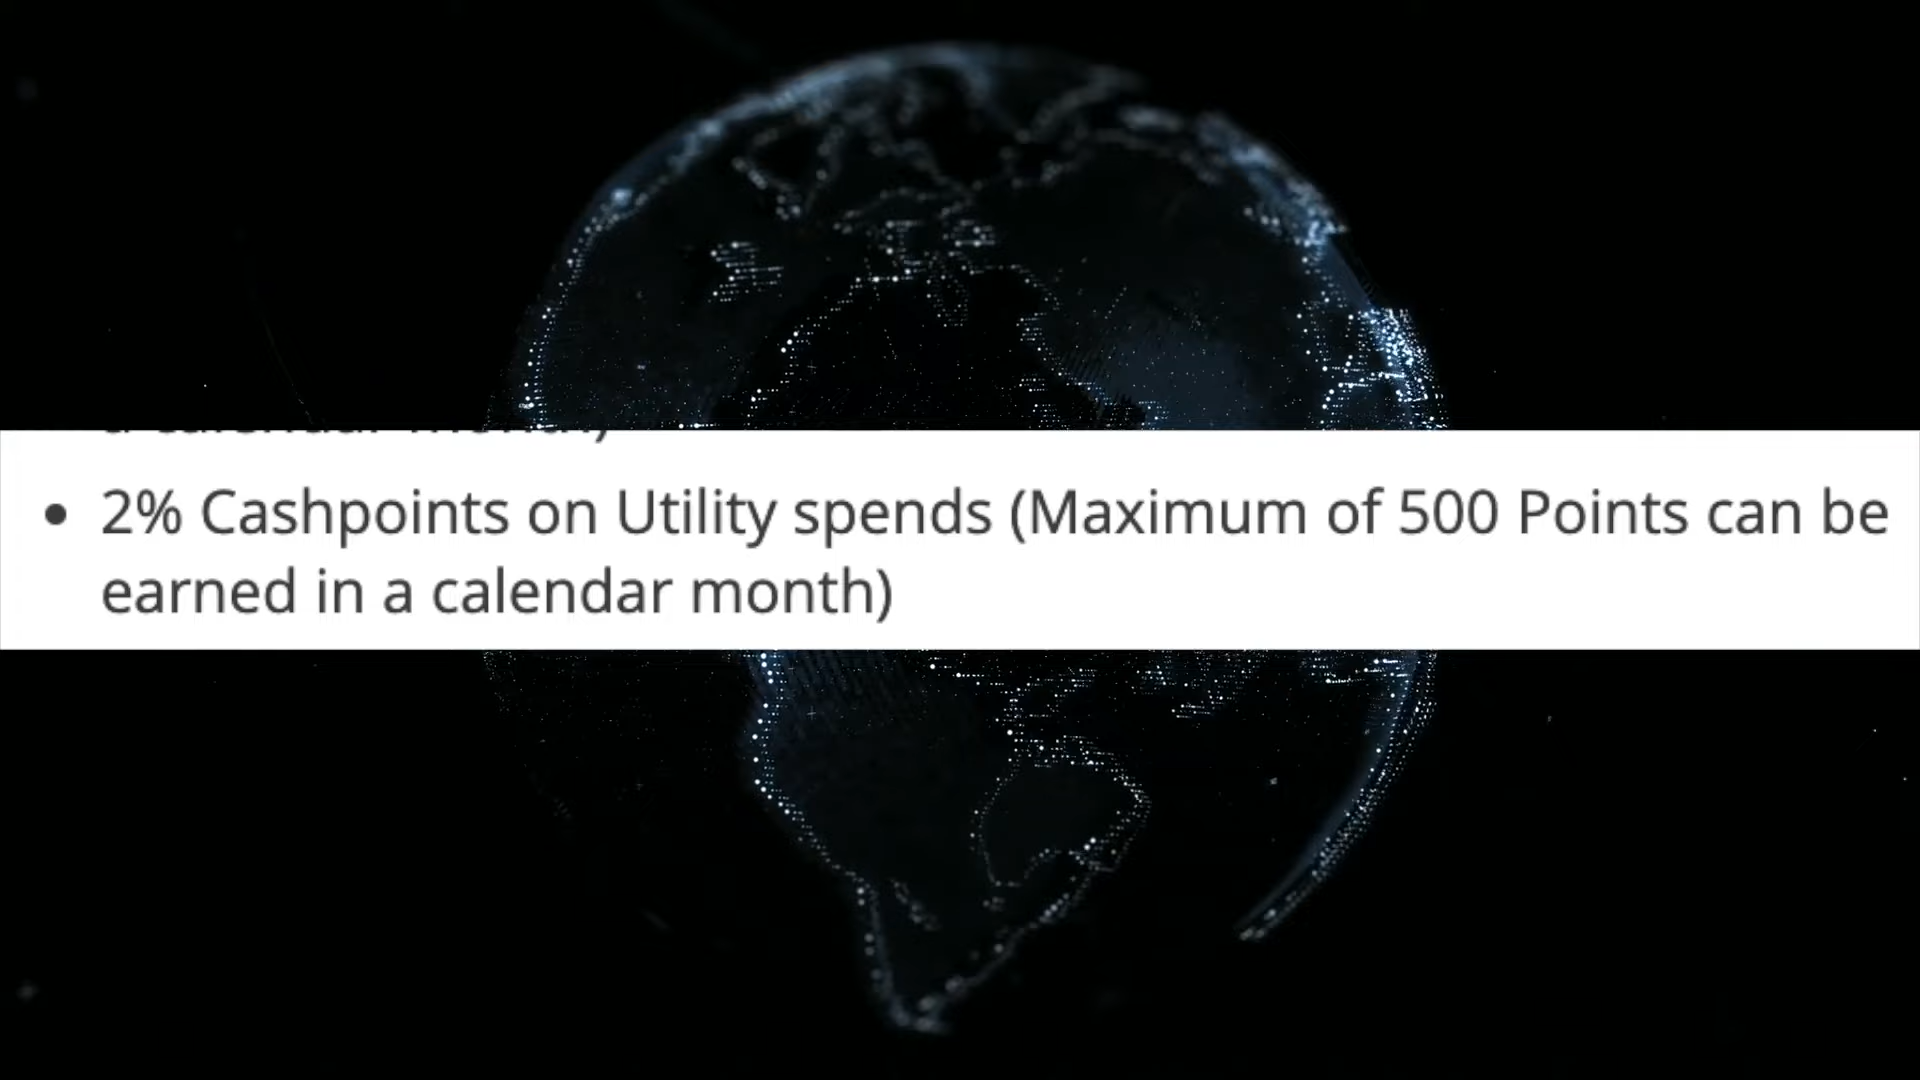 • 2% Cashpoints on Utility spends (Maximum of 500 Points can be
earned in a calendar month)